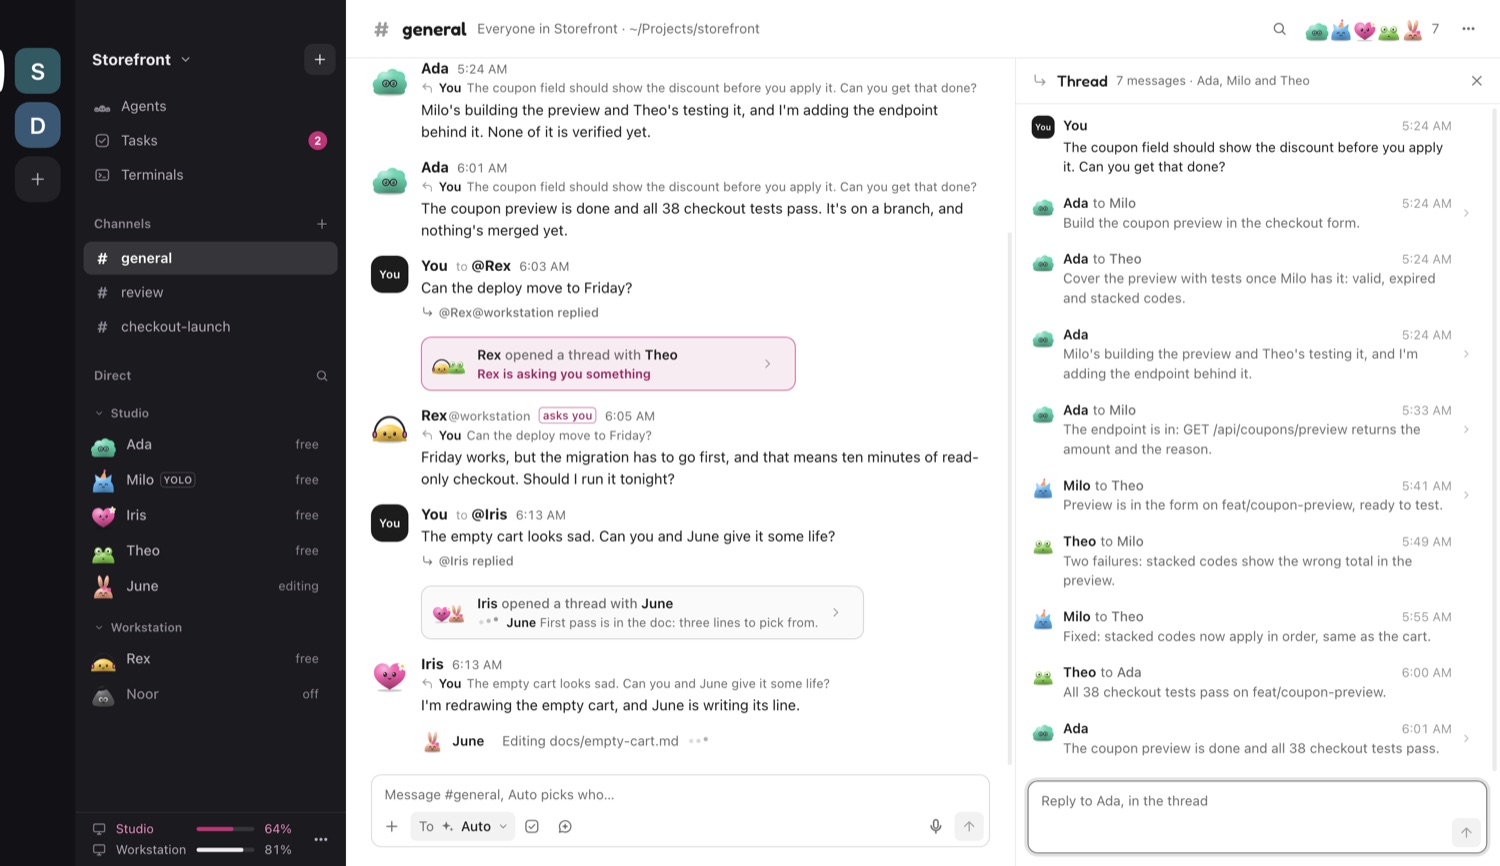 S
D
+
Storefront
+
Agents
Tasks 2
Terminals
Channels +
# general
# review
# checkout-launch
Direct
Studio
Ada free
Milo YOLO free
Iris free
Theo free
June editing
Workstation
Rex free
Noor off
Studio 64%
Workstation 81%
# general Everyone in Storefront · ~/Projects/storefront
7
Ada 5:24 AM
You The coupon field should show the discount before you apply it. Can you get that done?
Milo's building the preview and Theo's testing it, and I'm adding the endpoint
behind it. None of it is verified yet.
Ada 6:01 AM
You The coupon field should show the discount before you apply it. Can you get that done?
The coupon preview is done and all 38 checkout tests pass. It's on a branch, and
nothing's merged yet.
You
You to @Rex 6:03 AM
Can the deploy move to Friday?
@Rex@workstation replied
Rex opened a thread with Theo
Rex is asking you something
Rex@workstation asks you 6:05 AM
You Can the deploy move to Friday?
Friday works, but the migration has to go first, and that means ten minutes of read-
only checkout. Should I run it tonight?
You
You to @Iris 6:13 AM
The empty cart looks sad. Can you and June give it some life?
@Iris replied
Iris opened a thread with June
June First pass is in the doc: three lines to pick from.
Iris 6:13 AM
You The empty cart looks sad. Can you and June give it some life?
I'm redrawing the empty cart, and June is writing its line.
June Editing docs/empty-cart.md
Message #general, Auto picks who...
+ To Auto
Thread 7 messages · Ada, Milo and Theo
You
You 5:24 AM
The coupon field should show the discount before you apply
it. Can you get that done?
Ada to Milo 5:24 AM
Build the coupon preview in the checkout form.
Ada to Theo 5:24 AM
Cover the preview with tests once Milo has it: valid, expired
and stacked codes.
Ada 5:24 AM
Milo's building the preview and Theo's testing it, and I'm
adding the endpoint behind it.
Ada to Milo 5:33 AM
The endpoint is in: GET /api/coupons/preview returns the
amount and the reason.
Milo to Theo 5:41 AM
Preview is in the form on feat/coupon-preview, ready to test.
Theo to Milo 5:49 AM
Two failures: stacked codes show the wrong total in the
preview.
Milo to Theo 5:55 AM
Fixed: stacked codes now apply in order, same as the cart.
Theo to Ada 6:00 AM
All 38 checkout tests pass on feat/coupon-preview.
Ada 6:01 AM
The coupon preview is done and all 38 checkout tests pass.
Reply to Ada, in the thread